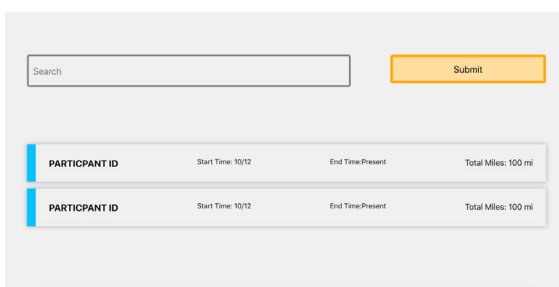 Search
Submit
PARTICPANT ID Start Time: 10/12 End Time:Present Total Miles: 100 mi
PARTICPANT ID Start Time: 10/12 End Time:Present Total Miles: 100 mi